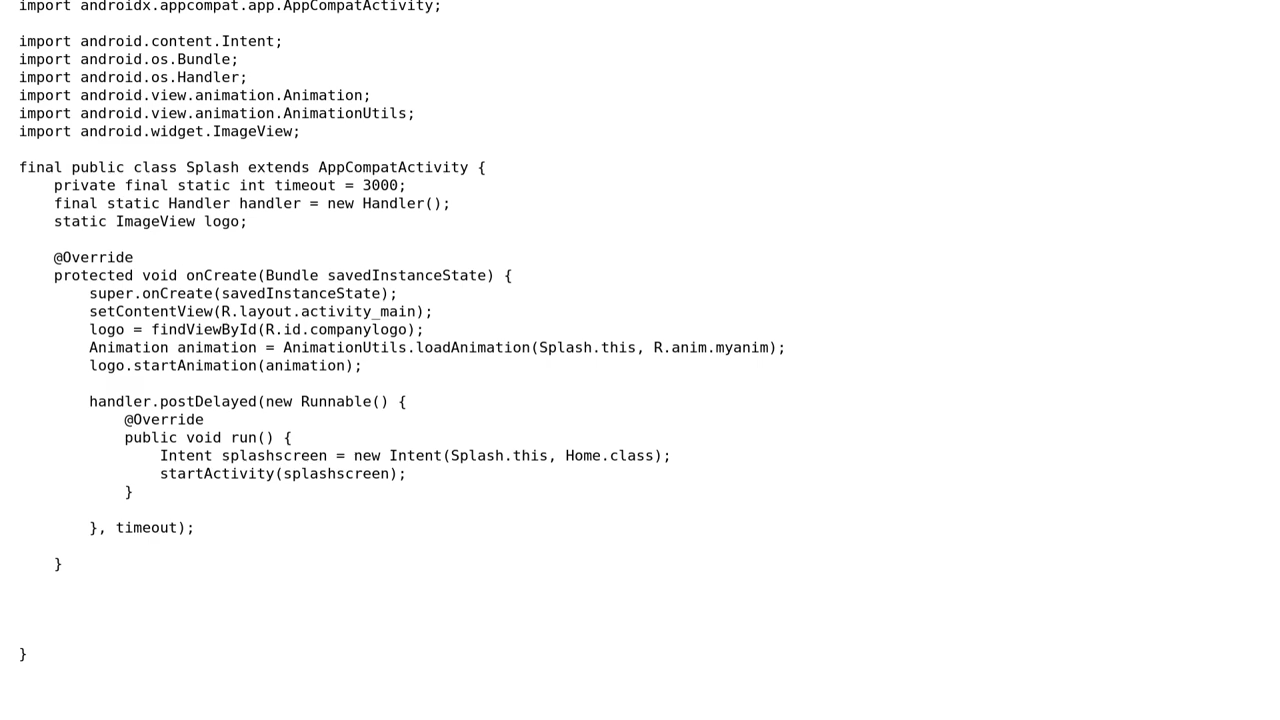 import androidx.appcompat.app.AppCompatActivity;
import android.content.Intent;
import android.os.Bundle;
import android.os.Handler;
import android.view.animation.Animation;
import android.view.animation.AnimationUtils;
import android.widget.ImageView;
final public class Splash extends AppCompatActivity {
    private final static int timeout = 3000;
    final static Handler handler = new Handler();
    static ImageView logo;
    @Override
    protected void onCreate(Bundle savedInstanceState) {
        super.onCreate(savedInstanceState);
        setContentView(R.layout.activity_main);
        logo = findViewById(R.id.companylogo);
        Animation animation = AnimationUtils.loadAnimation(Splash.this, R.anim.myanim);
        logo.startAnimation(animation);
        handler.postDelayed(new Runnable() {
            @Override
            public void run() {
                Intent splashscreen = new Intent(Splash.this, Home.class);
                startActivity(splashscreen);
            }
        }, timeout);
    }
}